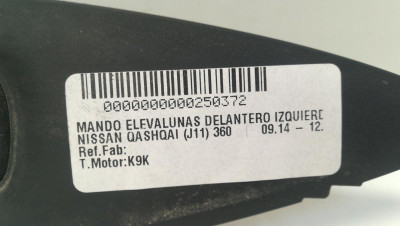 0000000000250372
MANDO ELEVALUNAS DELANTERO IZQUIERD
NISSAN QASHQAI (J11) 360 09.14 - 12.
Ref.Fab:
T.Motor:K9K